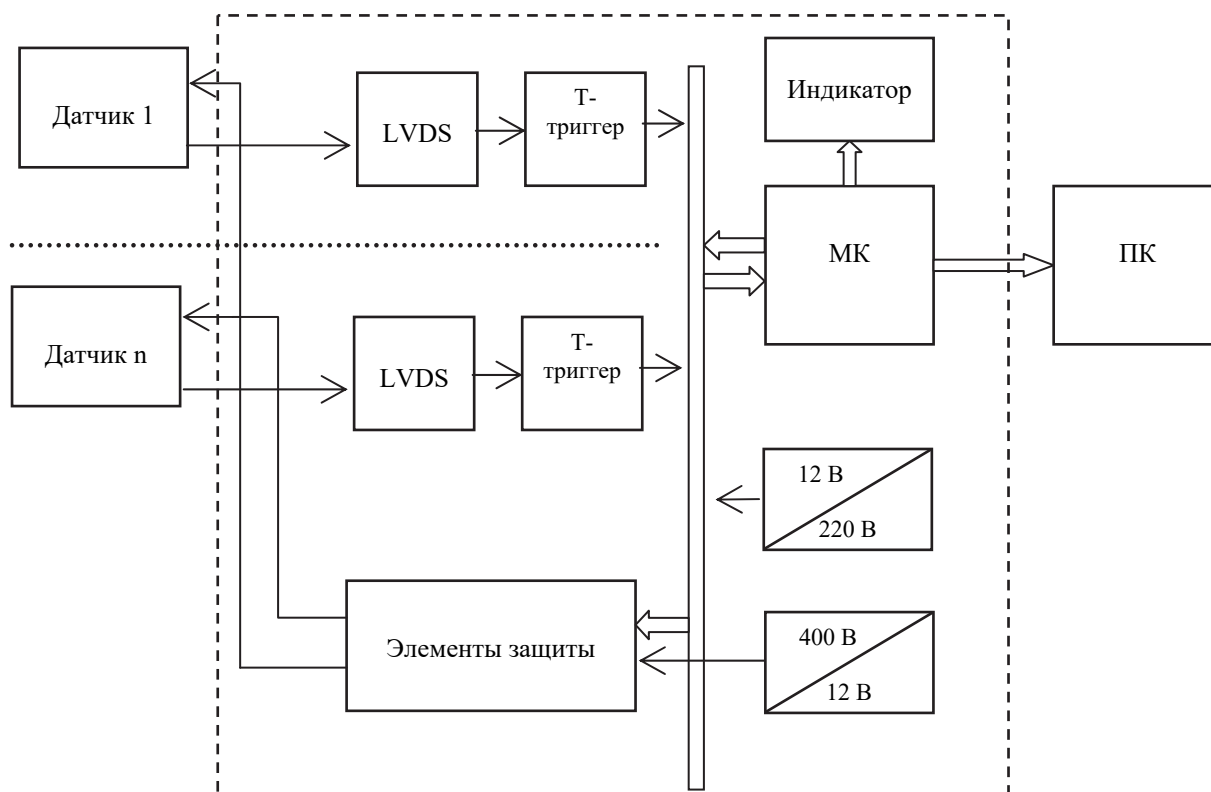 Датчик 1
LVDS
Т-
триггер
Индикатор
МК
ПК
Датчик n
LVDS
Т-
триггер
12 В
220 В
Элементы защиты
400 В
12 В